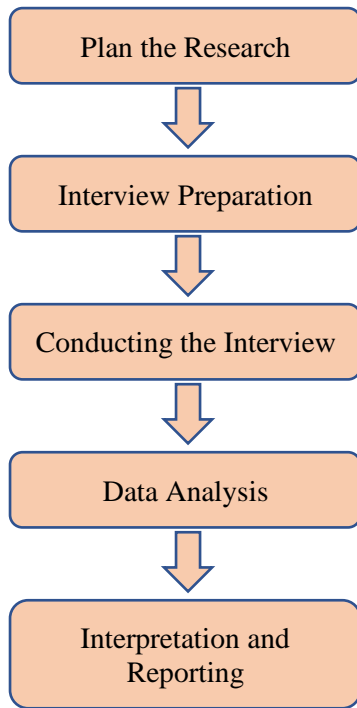 Plan the Research
Interview Preparation
Conducting the Interview
Data Analysis
Interpretation and
Reporting